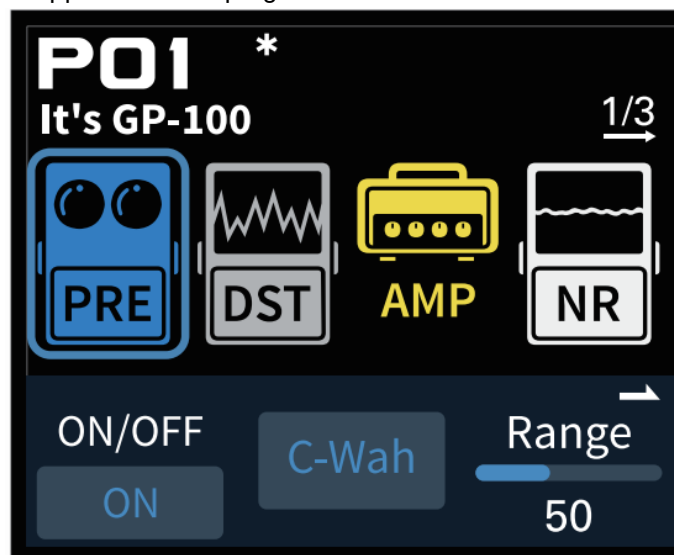 P01 *
It's GP-100
1/3
PRE DST AMP NR
ON/OFF
ON
C-Wah
Range
50